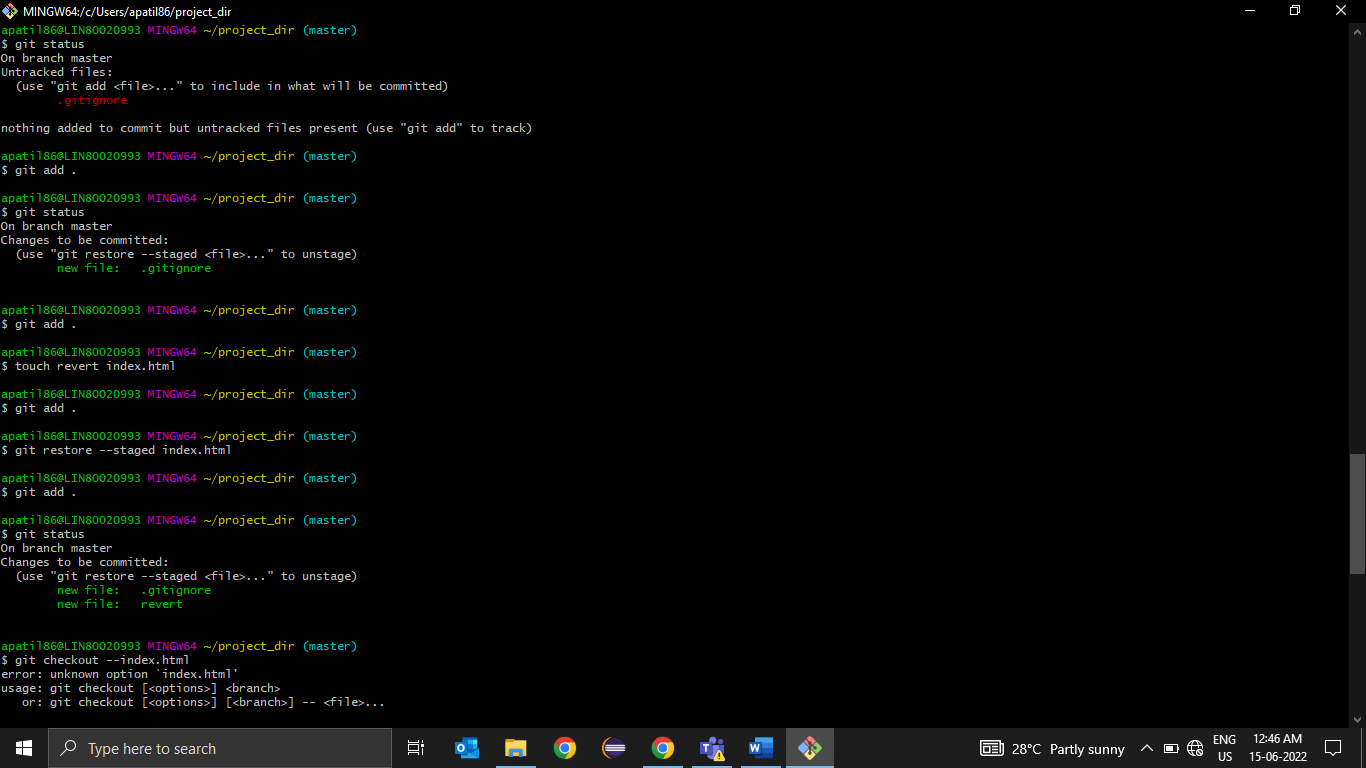 MINGW64:/c/Users/apatil86/project_dir
apatil86@LIN80020993 MINGW64 ~/project_dir (master)
$ git status
On branch master
Untracked files:
  (use "git add <file>..." to include in what will be committed)
        .gitignore
nothing added to commit but untracked files present (use "git add" to track)
apatil86@LIN80020993 MINGW64 ~/project_dir (master)
$ git add .
apatil86@LIN80020993 MINGW64 ~/project_dir (master)
$ git status
On branch master
Changes to be committed:
  (use "git restore --staged <file>..." to unstage)
        new file:   .gitignore
apatil86@LIN80020993 MINGW64 ~/project_dir (master)
$ git add .
apatil86@LIN80020993 MINGW64 ~/project_dir (master)
$ touch revert index.html
apatil86@LIN80020993 MINGW64 ~/project_dir (master)
$ git add .
apatil86@LIN80020993 MINGW64 ~/project_dir (master)
$ git restore --staged index.html
apatil86@LIN80020993 MINGW64 ~/project_dir (master)
$ git add .
apatil86@LIN80020993 MINGW64 ~/project_dir (master)
$ git status
On branch master
Changes to be committed:
  (use "git restore --staged <file>..." to unstage)
        new file:   .gitignore
        new file:   revert
apatil86@LIN80020993 MINGW64 ~/project_dir (master)
$ git checkout --index.html
error: unknown option `index.html'
usage: git checkout [<options>] <branch>
   or: git checkout [<options>] [<branch>] -- <file>...
Type here to search
28°C Partly sunny
ENG
US
12:46 AM
15-06-2022